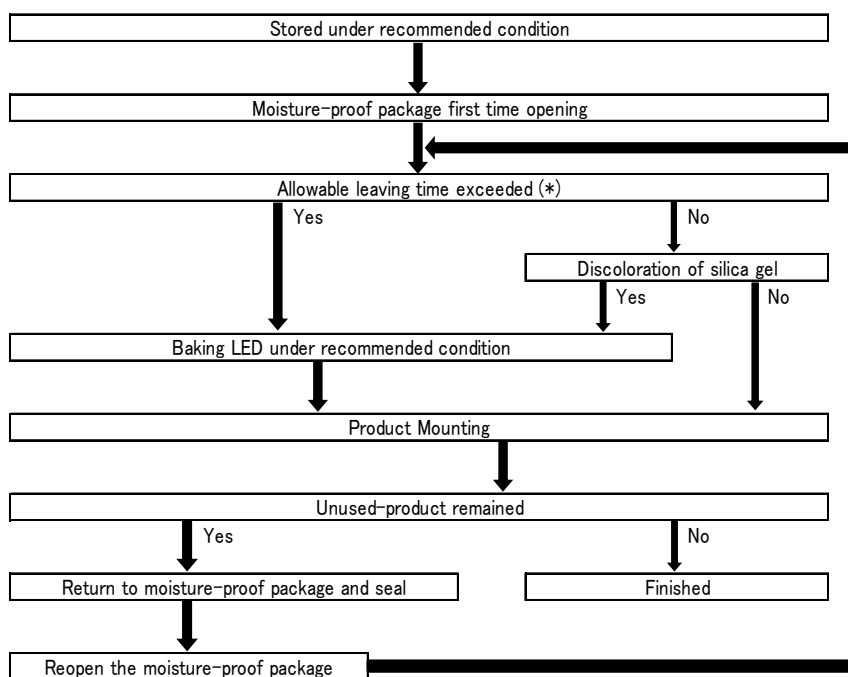 Stored under recommended condition
Moisture-proof package first time opening
Allowable leaving time exceeded (*)
Yes
No
Discoloration of silica gel
Yes
No
Baking LED under recommended condition
Product Mounting
Unused-product remained
Yes
No
Return to moisture-proof package and seal
Finished
Reopen the moisture-proof package